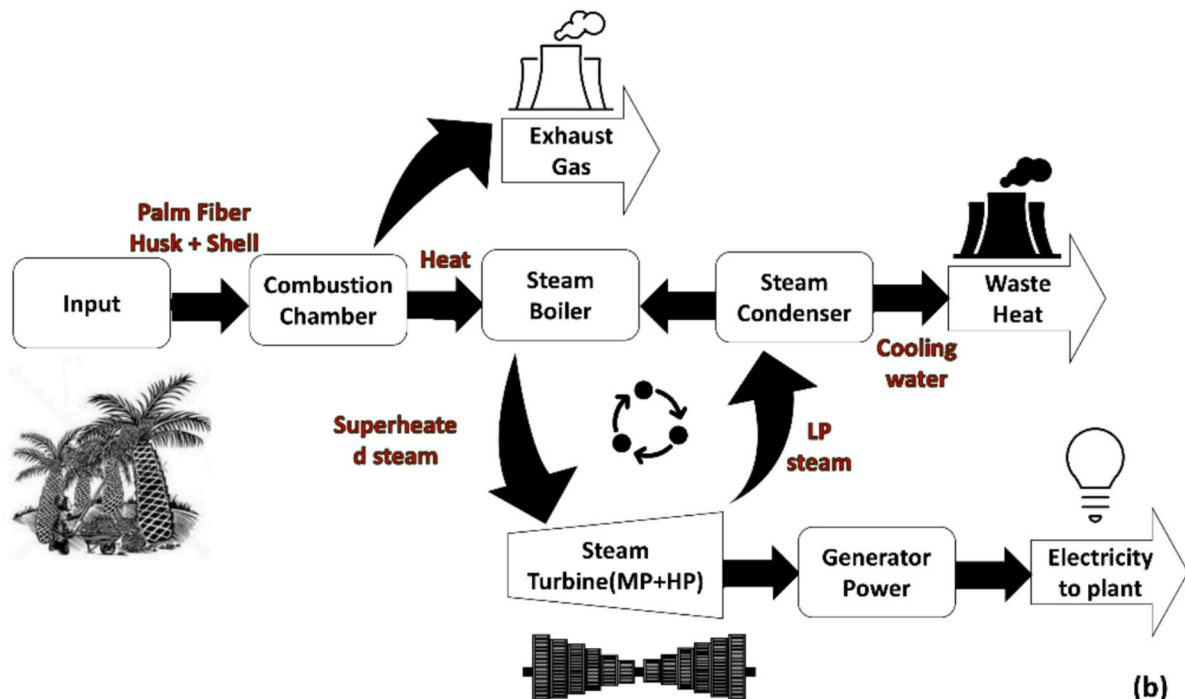 Exhaust
Gas
Palm Fiber
Husk + Shell
Input
Combustion
Chamber
Heat
Steam
Boiler
Steam
Condenser
Waste
Heat
Cooling
water
Superheate
d steam
LP
steam
Steam
Turbine(MP+HP)
Generator
Power
Electricity
to plant
(b)